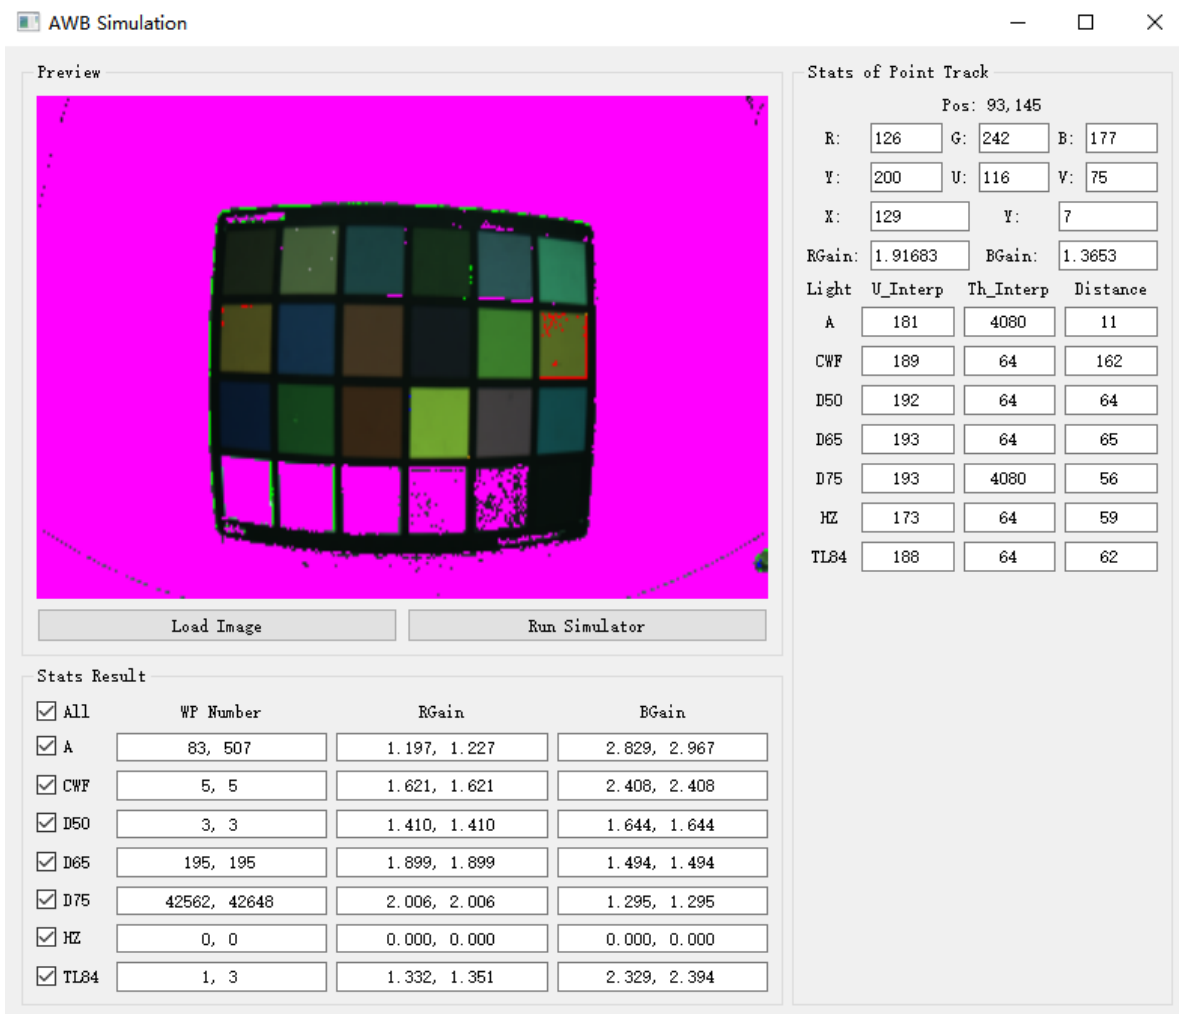 AWB Simulation
Preview
Load Image
Run Simulator
Stats Result
All WP Number RGain BGain
A 83, 507 1.197, 1.227 2.829, 2.967
CWF 5, 5 1.621, 1.621 2.408, 2.408
D50 3, 3 1.410, 1.410 1.644, 1.644
D65 195, 195 1.899, 1.899 1.494, 1.494
D75 42562, 42648 2.006, 2.006 1.295, 1.295
HZ 0, 0 0.000, 0.000 0.000, 0.000
TL84 1, 3 1.332, 1.351 2.329, 2.394
Stats of Point Track
Pos: 93,145
R: 126 G: 242 B: 177
Y: 200 U: 116 V: 75
X: 129 Y: 7
RGain: 1.91683 BGain: 1.3653
Light U_Interp Th_Interp Distance
A 181 4080 11
CWF 189 64 162
D50 192 64 64
D65 193 64 65
D75 193 4080 56
HZ 173 64 59
TL84 188 64 62